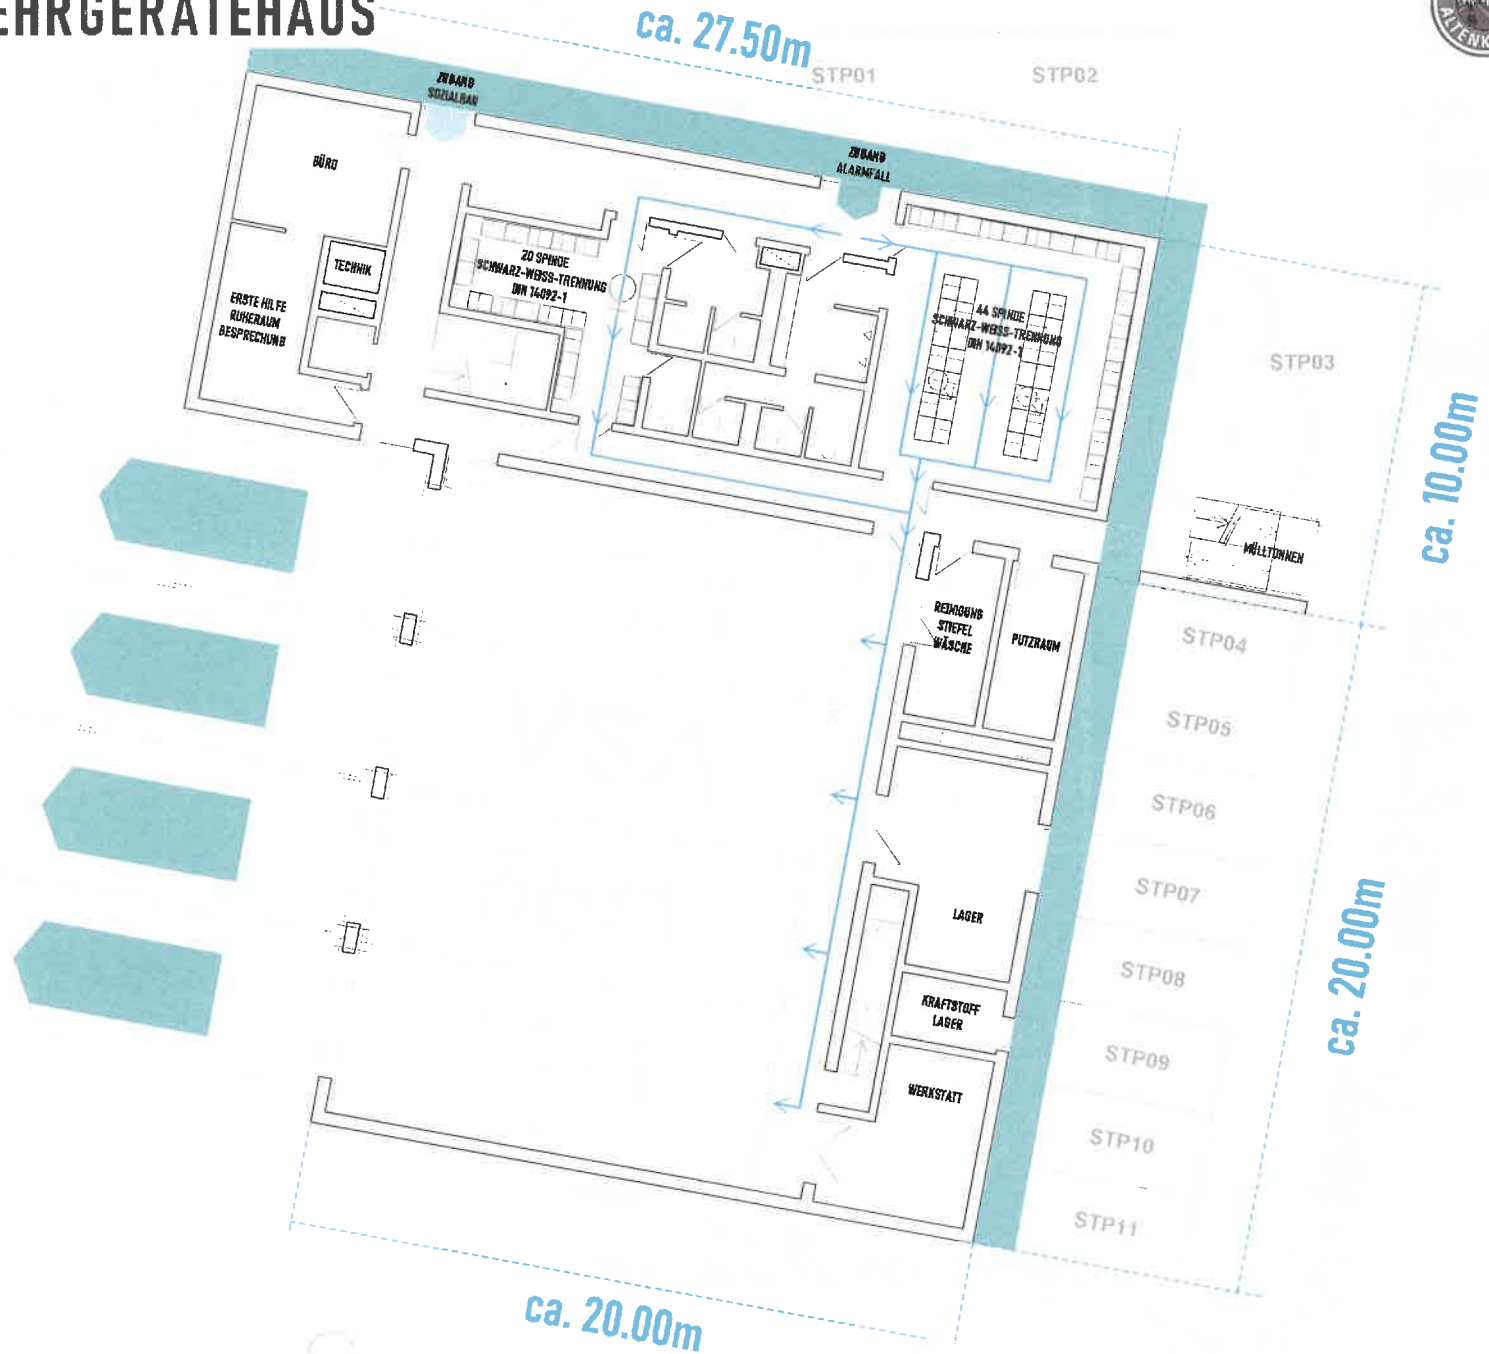 EHRGERÄTEHAUS
ALTENK
ca. 27.50m
STP01
STP02
ZUGANG
SOZIALBAU
ZUGANG
ALARMFALL
BÜRO
TECHNIK
ERSTE HILFE
RUHERAUM
BESPRECHUNG
20 SPINDE
SCHWARZ-WEISS-TRENNUNG
DIN 14092-1
44 SPINDE
SCHWARZ-WEISS-TRENNUNG
DIN 14092-1
STP03
ca. 10.00m
MÜLLTONNEN
REINIGUNG
STIEFEL
WÄSCHE
PUTZRAUM
STP04
STP05
STP06
STP07
LAGER
STP08
KRAFTSTOFF
LAGER
STP09
WERKSTATT
STP10
STP11
ca. 20.00m
ca. 20.00m